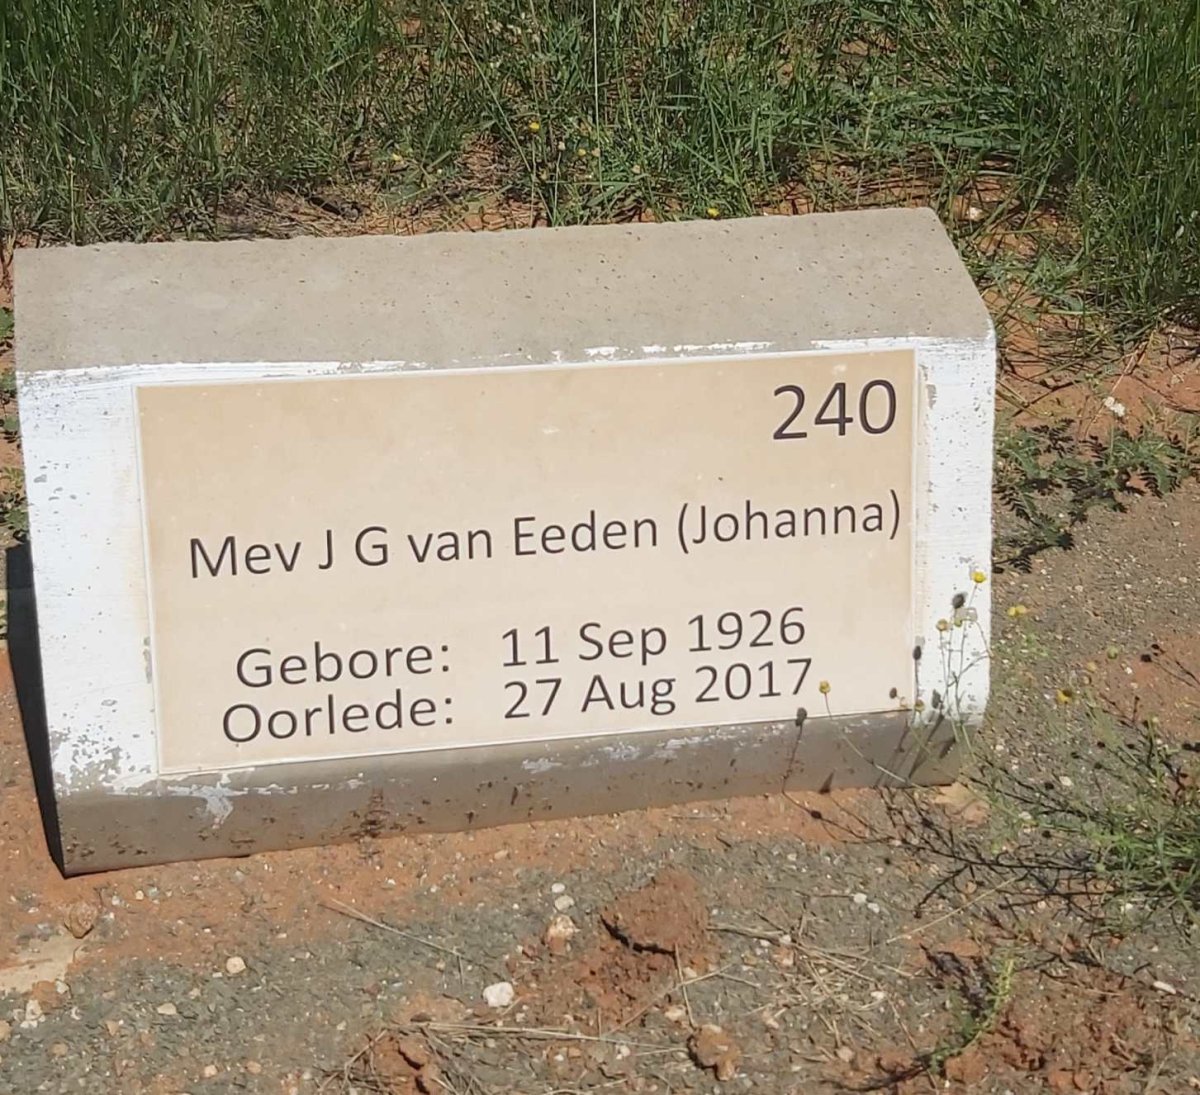 240
Mev J G van Eeden (Johanna)
Gebore: 11 Sep 1926
Oorlede: 27 Aug 2017